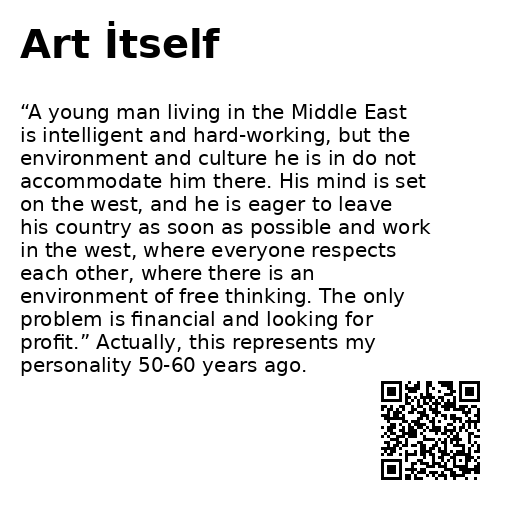 Art İtself
“A young man living in the Middle East
is intelligent and hard-working, but the
environment and culture he is in do not
accommodate him there. His mind is set
on the west, and he is eager to leave
his country as soon as possible and work
in the west, where everyone respects
each other, where there is an
environment of free thinking. The only
problem is financial and looking for
profit.” Actually, this represents my
personality 50-60 years ago.